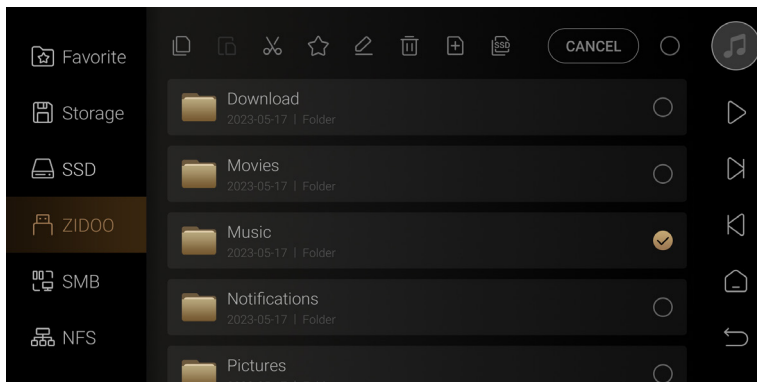 Favorite
Storage
SSD
ZIDOO
SMB
NFS
SSD
CANCEL
Download
2023-05-17 | Folder
Movies
2023-05-17 | Folder
Music
2023-05-17 | Folder
Notifications
2023-05-17 | Folder
Pictures